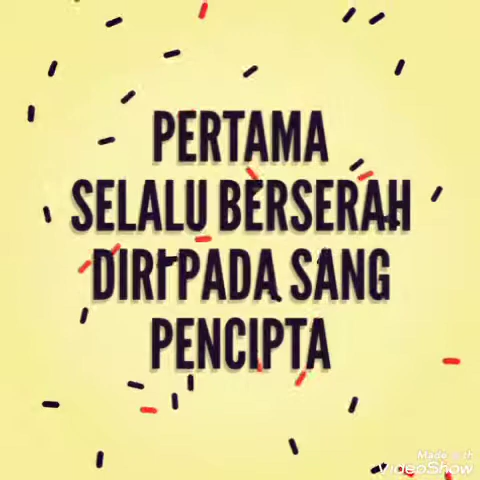 PERTAMA
SELALU BERSERAH
DIRI PADA SANG
PENCIPTA
Made with
VideoShow